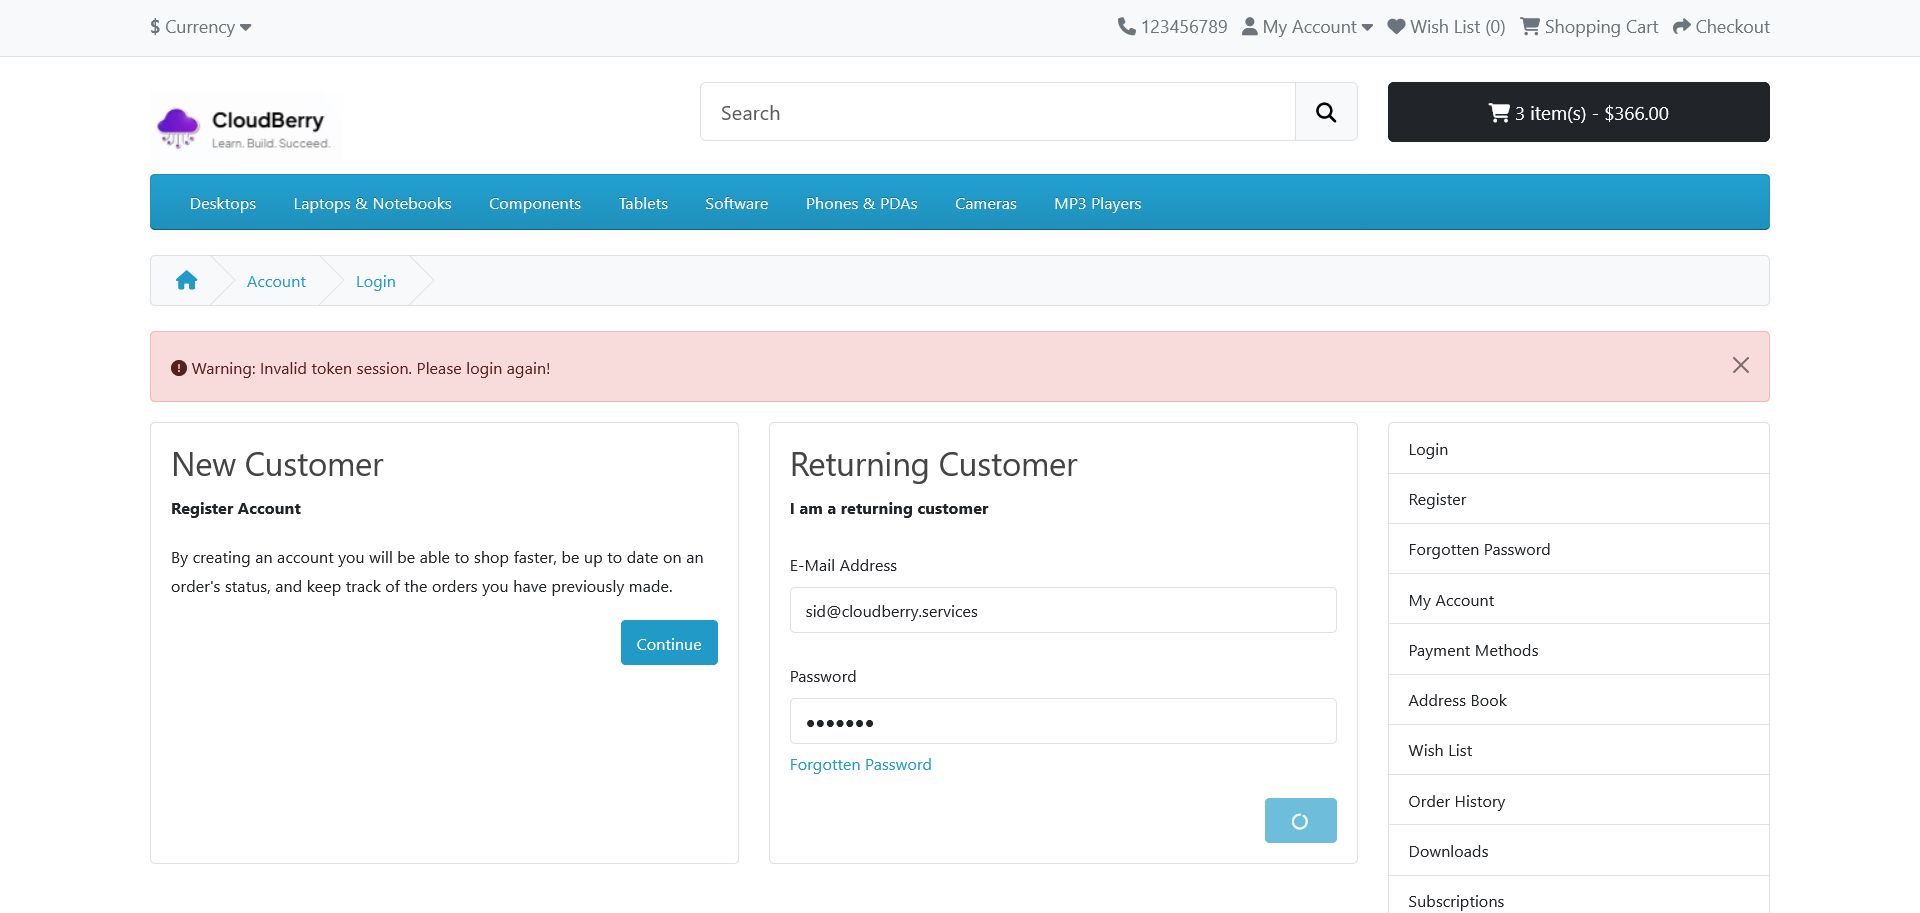 $ Currency
123456789 My Account Wish List (0) Shopping Cart Checkout
CloudBerry
Learn. Build. Succeed.
Search
3 item(s) - $366.00
Desktops Laptops & Notebooks Components Tablets Software Phones & PDAs Cameras MP3 Players
Account Login
Warning: Invalid token session. Please login again!
New Customer
Register Account
By creating an account you will be able to shop faster, be up to date on an
order's status, and keep track of the orders you have previously made.
Continue
Returning Customer
I am a returning customer
E-Mail Address
sid@cloudberry.services
Password
•••••••
Forgotten Password
Login
Register
Forgotten Password
My Account
Payment Methods
Address Book
Wish List
Order History
Downloads
Subscriptions